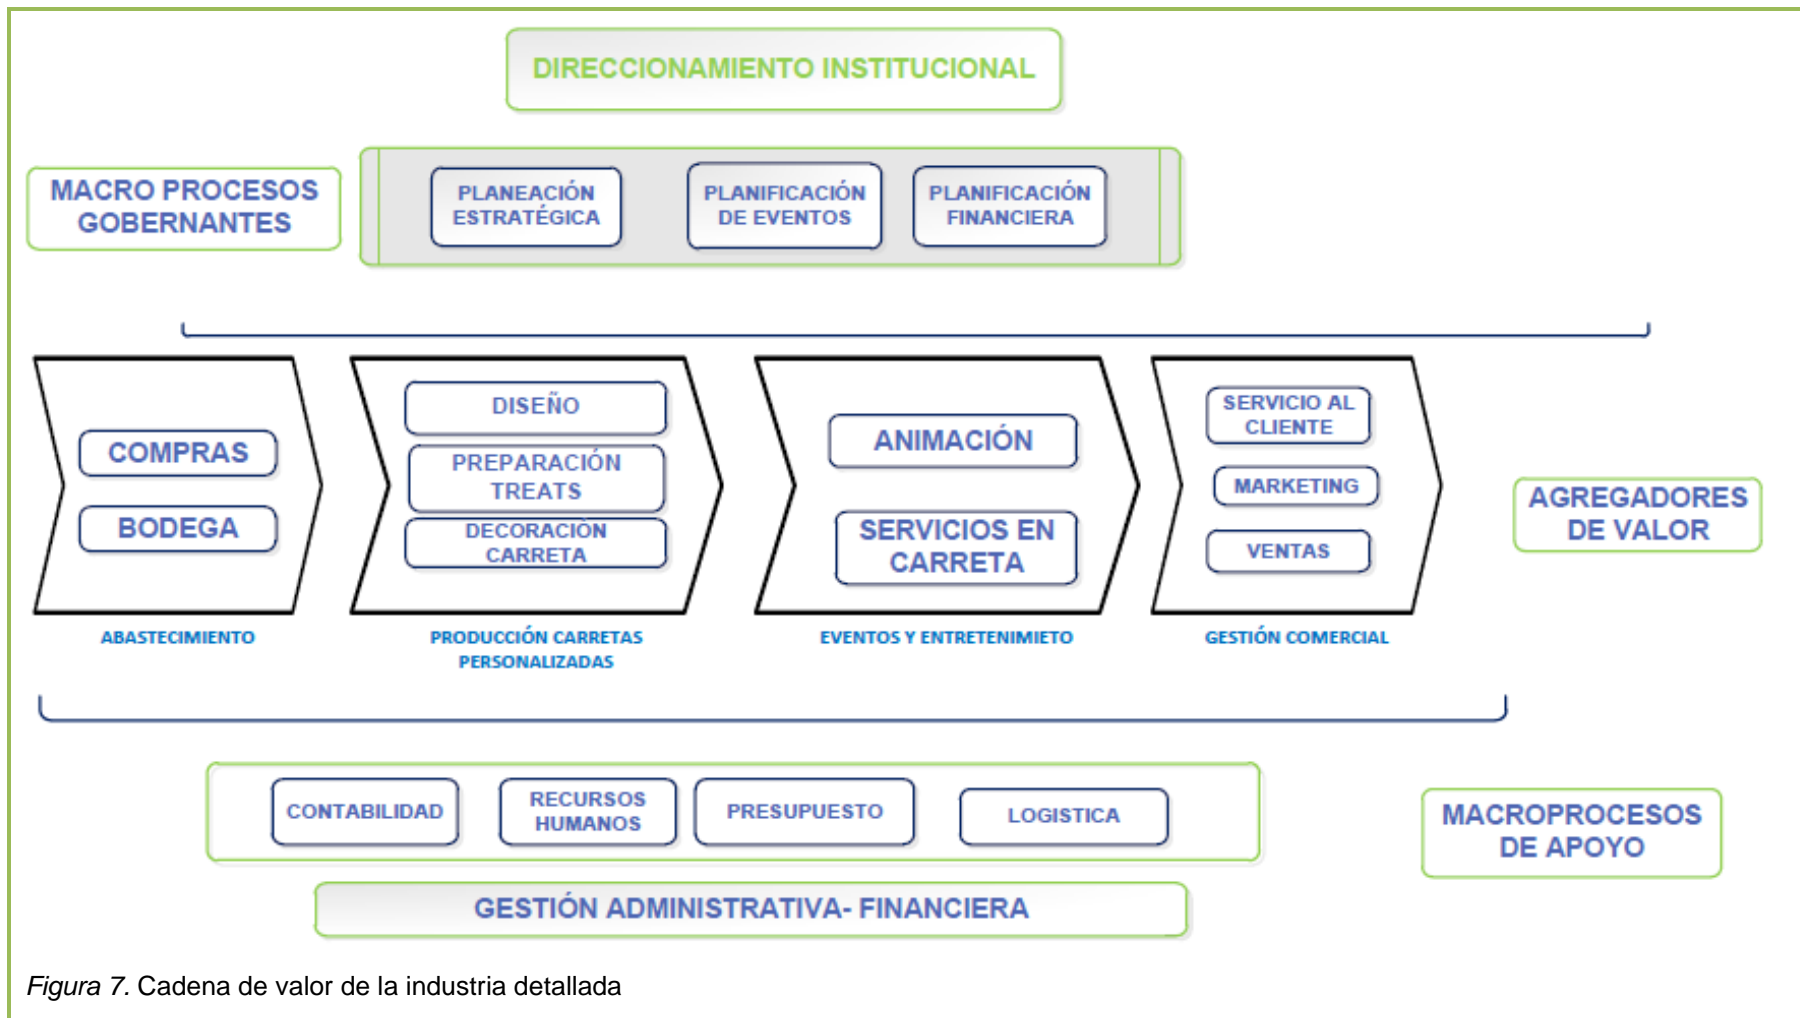 DIRECCIONAMIENTO INSTITUCIONAL
MACRO PROCESOS
GOBERNANTES
PLANEACIÓN
ESTRATÉGICA
PLANIFICACIÓN
DE EVENTOS
PLANIFICACIÓN
FINANCIERA
COMPRAS
BODEGA
ABASTECIMIENTO
DISEÑO
PREPARACIÓN
TREATS
DECORACIÓN
CARRETA
PRODUCCIÓN CARRETAS
PERSONALIZADAS
ANIMACIÓN
SERVICIOS EN
CARRETA
EVENTOS Y ENTRETENIMIETO
SERVICIO AL
CLIENTE
MARKETING
VENTAS
GESTIÓN COMERCIAL
AGREGADORES
DE VALOR
CONTABILIDAD
RECURSOS
HUMANOS
PRESUPUESTO
LOGISTICA
MACROPROCESOS
DE APOYO
GESTIÓN ADMINISTRATIVA- FINANCIERA
Figura 7. Cadena de valor de la industria detallada